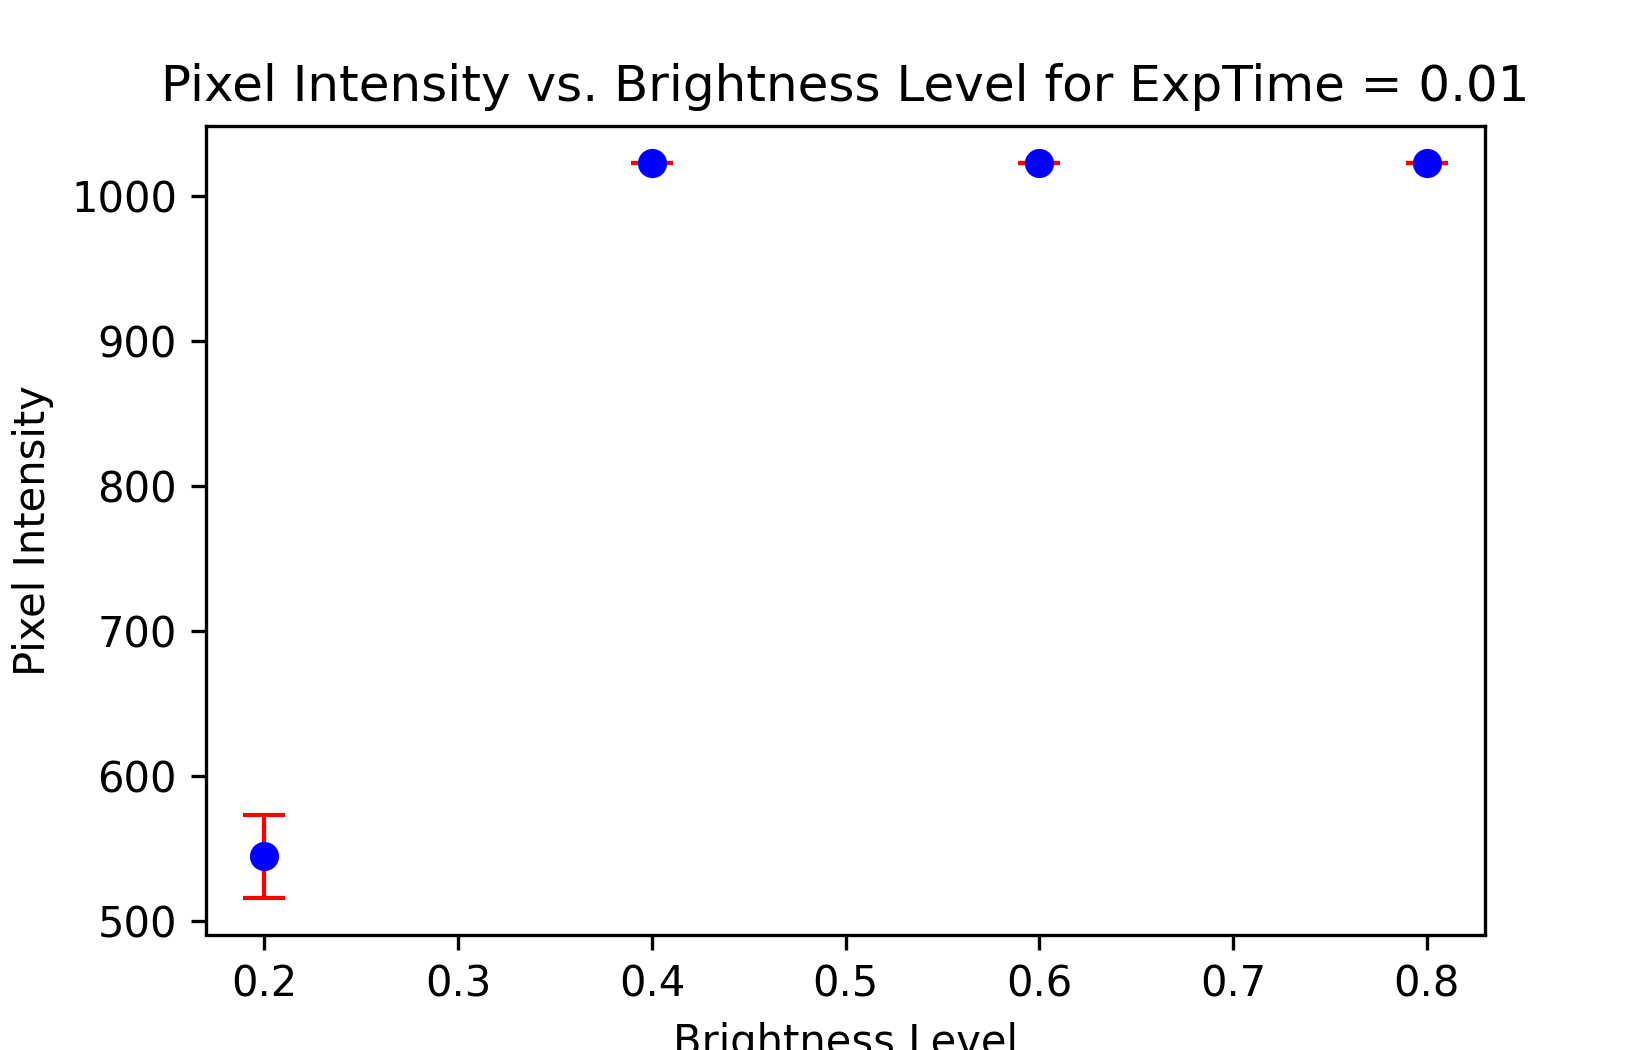 Pixel Intensity vs. Brightness Level for ExpTime = 0.01
1000
900
800
700
600
500
Pixel Intensity
0.2 0.3 0.4 0.5 0.6 0.7 0.8
Brightness Level